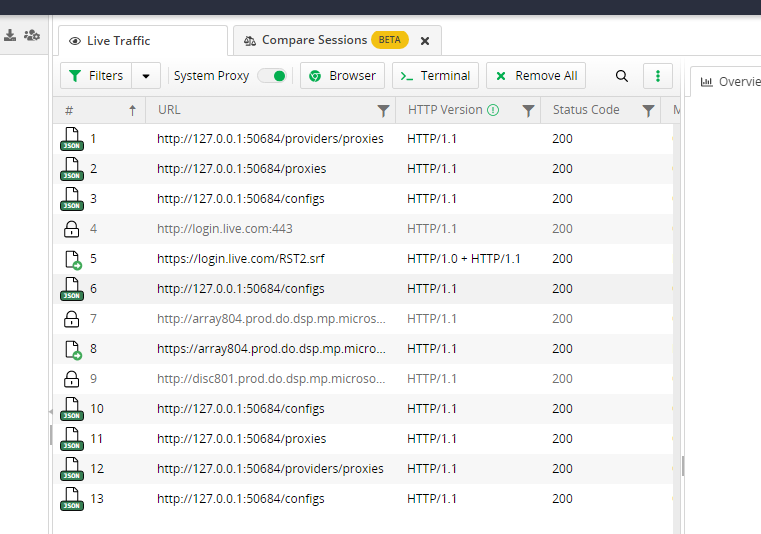 Live Traffic Compare Sessions BETA
Filters System Proxy Browser Terminal Remove All Overvie
# URL HTTP Version Status Code M
JSON 1 http://127.0.0.1:50684/providers/proxies HTTP/1.1 200
JSON 2 http://127.0.0.1:50684/proxies HTTP/1.1 200
JSON 3 http://127.0.0.1:50684/configs HTTP/1.1 200
4 http://login.live.com:443 HTTP/1.1 200
5 https://login.live.com/RST2.srf HTTP/1.0 + HTTP/1.1 200
JSON 6 http://127.0.0.1:50684/configs HTTP/1.1 200
7 http://array804.prod.do.dsp.mp.micros... HTTP/1.1 200
8 https://array804.prod.do.dsp.mp.micro... HTTP/1.1 200
9 http://disc801.prod.do.dsp.mp.microso... HTTP/1.1 200
JSON 10 http://127.0.0.1:50684/configs HTTP/1.1 200
JSON 11 http://127.0.0.1:50684/proxies HTTP/1.1 200
JSON 12 http://127.0.0.1:50684/providers/proxies HTTP/1.1 200
JSON 13 http://127.0.0.1:50684/configs HTTP/1.1 200